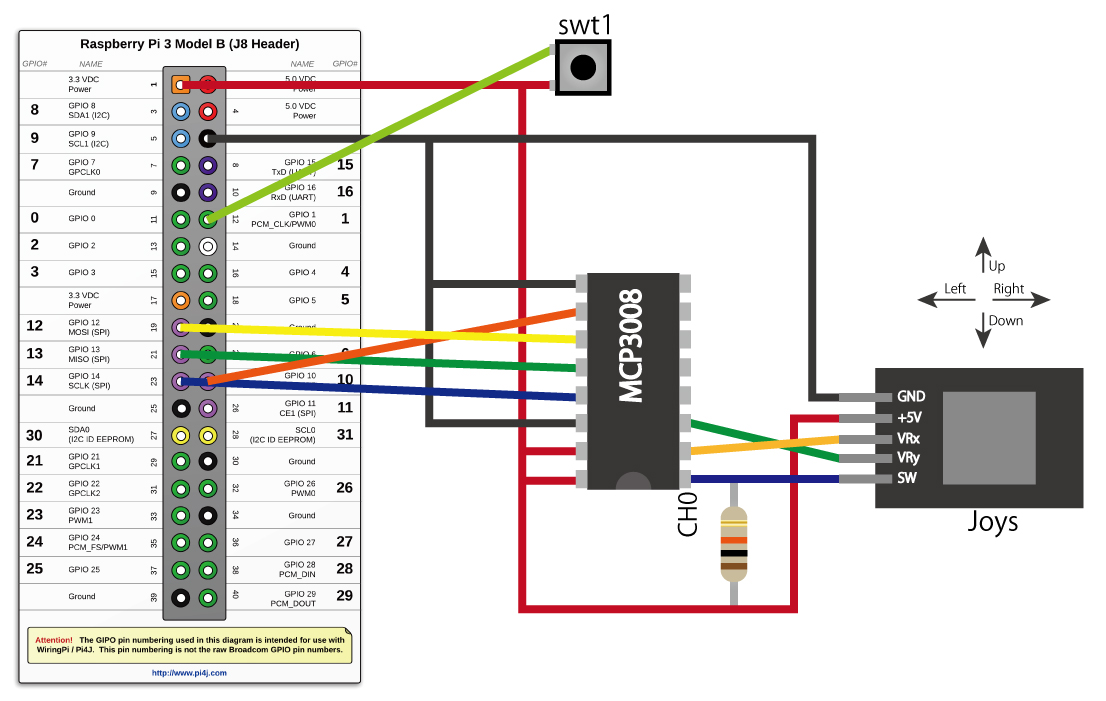 swt1
Raspberry Pi 3 Model B (J8 Header)
GPIO# NAME NAME GPIO#
3.3 VDC
Power
1
5.0 VDC
Power
8
GPIO 8
SDA1 (I2C)
3
4
5.0 VDC
Power
9
GPIO 9
SCL1 (I2C)
5
7
GPIO 7
GPCLK0
7
8
GPIO 15
TxD (UART)
15
Ground
9
10
GPIO 16
RxD (UART)
16
0
GPIO 0
11
12
GPIO 1
PCM_CLK/PWM0
1
2
GPIO 2
13
14
Ground
3
GPIO 3
15
16
GPIO 4
4
3.3 VDC
Power
17
18
GPIO 5
5
12
GPIO 12
MOSI (SPI)
19
Ground
13
GPIO 13
MISO (SPI)
21
GPIO 6
14
GPIO 14
SCLK (SPI)
23
GPIO 10
10
Ground
25
26
GPIO 11
CE1 (SPI)
11
30
SDA0
(I2C ID EEPROM)
27
28
SCL0
(I2C ID EEPROM)
31
21
GPIO 21
GPCLK1
29
30
Ground
22
GPIO 22
GPCLK2
31
32
GPIO 26
PWM0
26
23
GPIO 23
PWM1
33
34
Ground
24
GPIO 24
PCM_FS/PWM1
35
36
GPIO 27
27
25
GPIO 25
37
38
GPIO 28
PCM_DIN
28
Ground
39
40
GPIO 29
PCM_DOUT
29
Attention! The GIPO pin numbering used in this diagram is intended for use with
WiringPi / Pi4J. This pin numbering is not the raw Broadcom GPIO pin numbers.
http://www.pi4j.com
MCP3008
CH0
Up
Left Right
Down
GND
+5V
VRx
VRy
SW
Joys